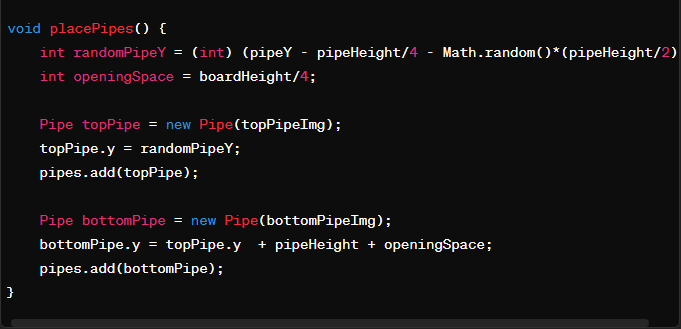 void placePipes() {
    int randomPipeY = (int) (pipeY - pipeHeight/4 - Math.random()*(pipeHeight/2)
    int openingSpace = boardHeight/4;

    Pipe topPipe = new Pipe(topPipeImg);
    topPipe.y = randomPipeY;
    pipes.add(topPipe);

    Pipe bottomPipe = new Pipe(bottomPipeImg);
    bottomPipe.y = topPipe.y  + pipeHeight + openingSpace;
    pipes.add(bottomPipe);
}